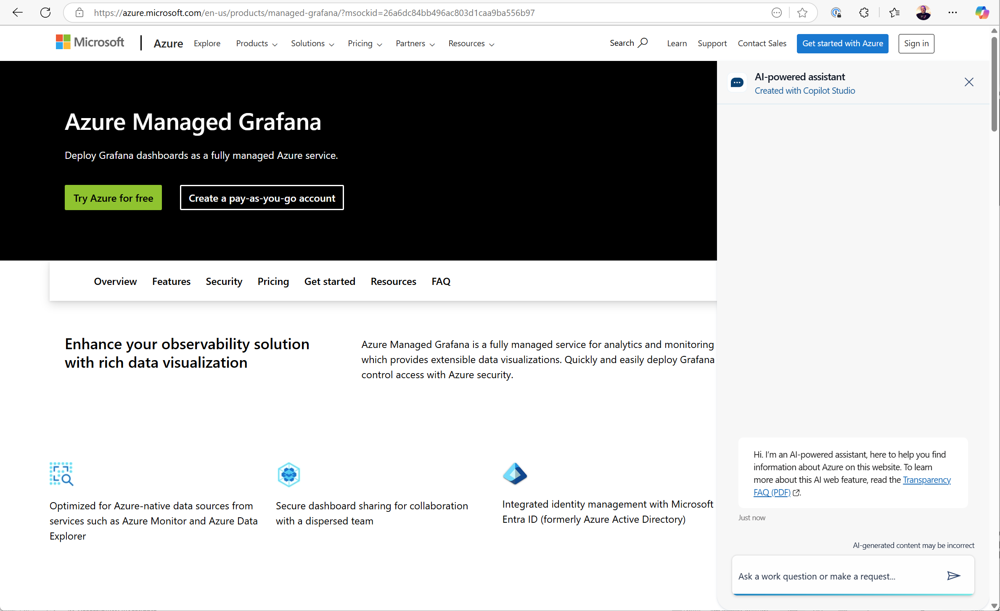 https://azure.microsoft.com/en-us/products/managed-grafana/?msockid=26a6dc84bb496ac803d1caa9ba556b97
Microsoft
Azure
Explore
Products
Solutions
Pricing
Partners
Resources
Search
Learn
Support
Contact Sales
Get started with Azure
Sign in
Azure Managed Grafana
Deploy Grafana dashboards as a fully managed Azure service.
Try Azure for free
Create a pay-as-you-go account
Overview
Features
Security
Pricing
Get started
Resources
FAQ
Enhance your observability solution
with rich data visualization
Azure Managed Grafana is a fully managed service for analytics and monitoring
which provides extensible data visualizations. Quickly and easily deploy Grafana
control access with Azure security.
Optimized for Azure-native data sources from
services such as Azure Monitor and Azure Data
Explorer
Secure dashboard sharing for collaboration
with a dispersed team
Integrated identity management with Microsoft
Entra ID (formerly Azure Active Directory)
AI-powered assistant
Created with Copilot Studio
Hi. I’m an AI-powered assistant, here to help you find
information about Azure on this website. To learn
more about this AI web feature, read the Transparency
FAQ (PDF) .
Just now
AI-generated content may be incorrect
Ask a work question or make a request...